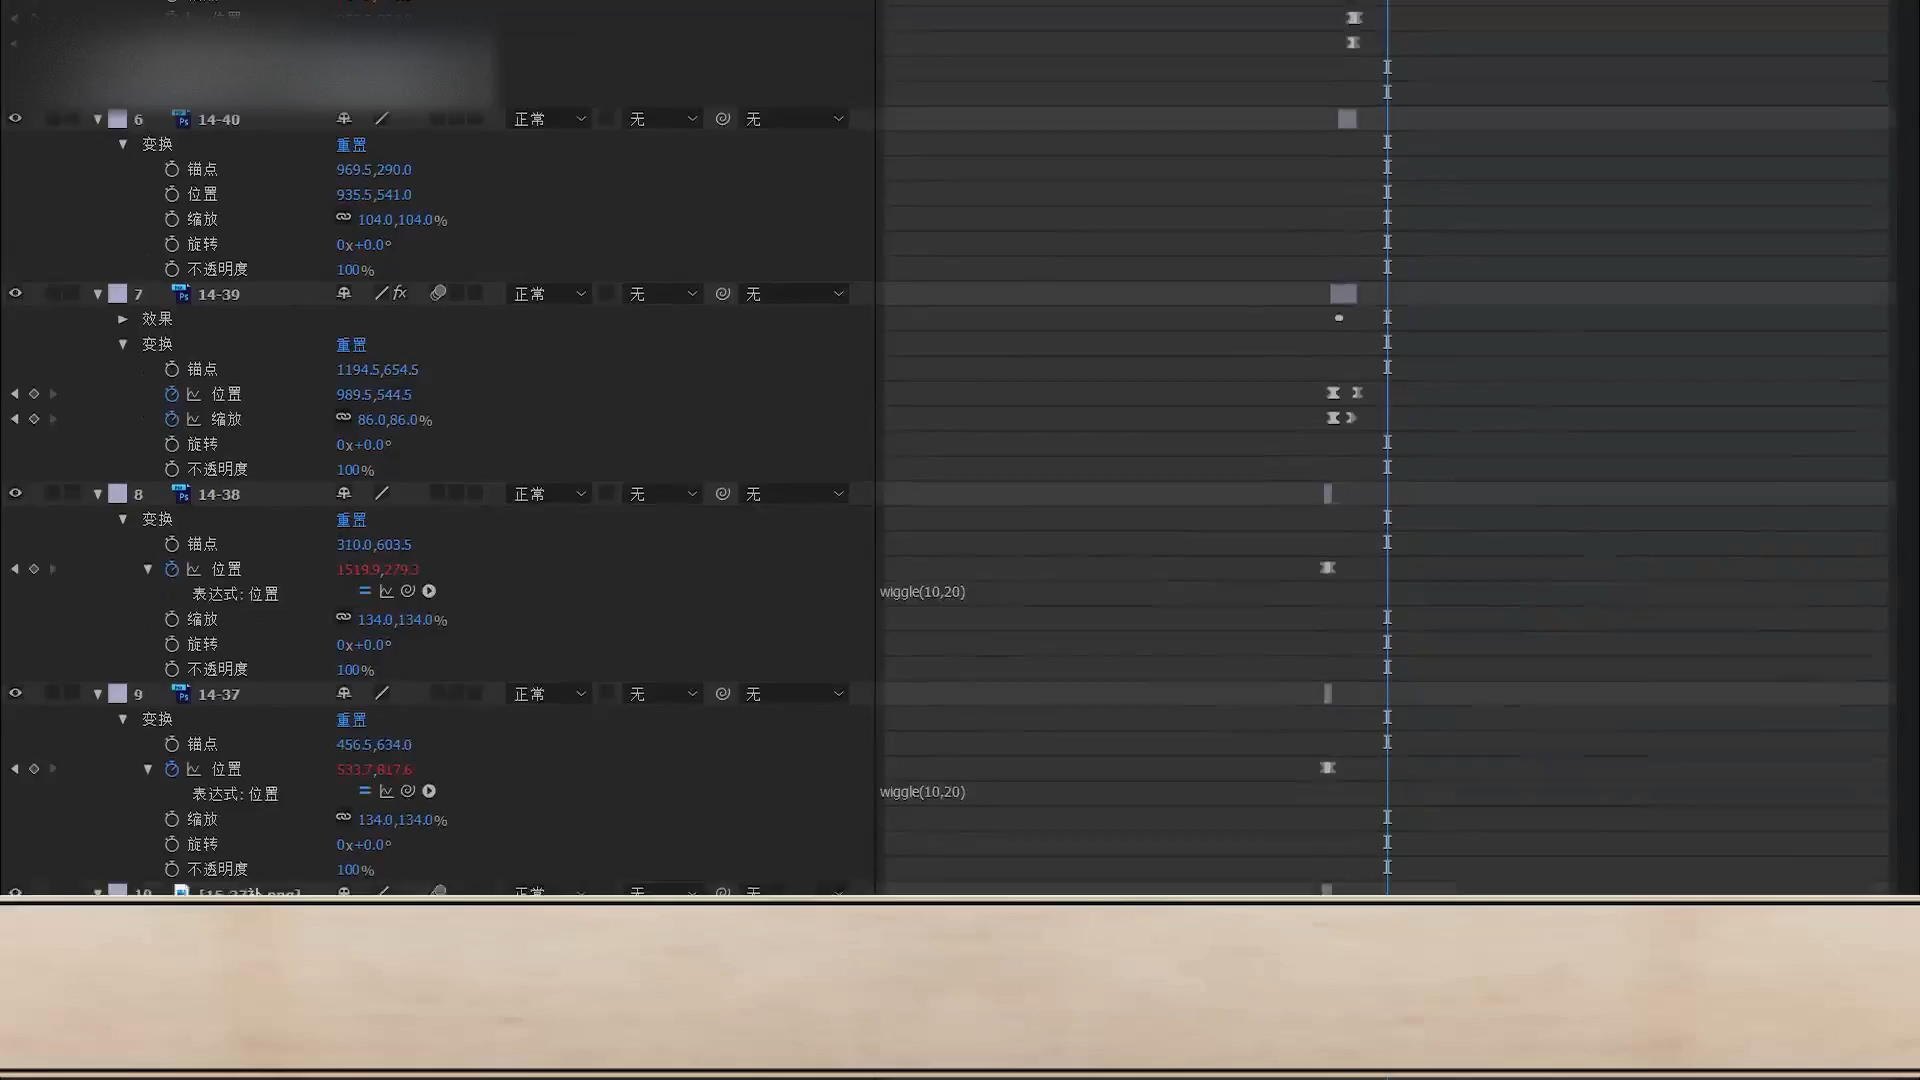 6 14-40 正常 无 无
变换 重置
锚点 969.5,290.0
位置 935.5,541.0
缩放 104.0,104.0%
旋转 0x+0.0°
不透明度 100%
7 14-39 fx 正常 无 无
效果
变换 重置
锚点 1194.5,654.5
位置 989.5,544.5
缩放 86.0,86.0%
旋转 0x+0.0°
不透明度 100%
8 14-38 正常 无 无
变换 重置
锚点 310.0,603.5
位置 1519.9,279.3
表达式:位置 wiggle(10,20)
缩放 134.0,134.0%
旋转 0x+0.0°
不透明度 100%
9 14-37 正常 无 无
变换 重置
锚点 456.5,634.0
位置 533.7,817.6
表达式:位置 wiggle(10,20)
缩放 134.0,134.0%
旋转 0x+0.0°
不透明度 100%
10 正常 无 无